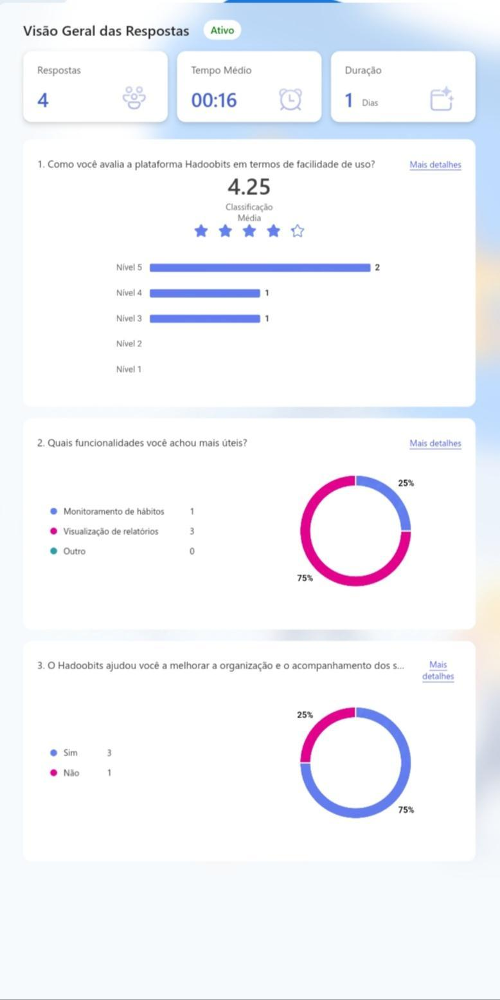 Visão Geral das Respostas Ativo
Respostas
4
Tempo Médio
00:16
Duração
1 Dias
1. Como você avalia a plataforma Hadoobits em termos de facilidade de uso? Mais detalhes
4.25
Classificação
Média
Nível 5 2
Nível 4 1
Nível 3 1
Nível 2
Nível 1
2. Quais funcionalidades você achou mais úteis? Mais detalhes
Monitoramento de hábitos 1
Visualização de relatórios 3
Outro 0
25%
75%
3. O Hadoobits ajudou você a melhorar a organização e o acompanhamento dos s... Mais
detalhes
25%
Sim 3
Não 1
75%